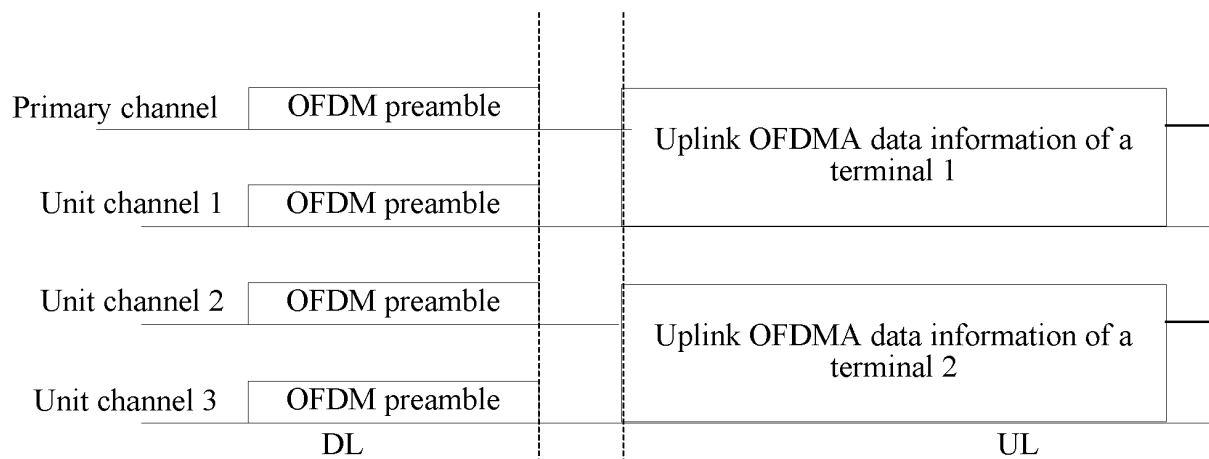 Primary channel
OFDM preamble
Uplink OFDMA data information of a
terminal 1
Unit channel 1
OFDM preamble
Unit channel 2
OFDM preamble
Uplink OFDMA data information of a
terminal 2
Unit channel 3
OFDM preamble
DL
UL